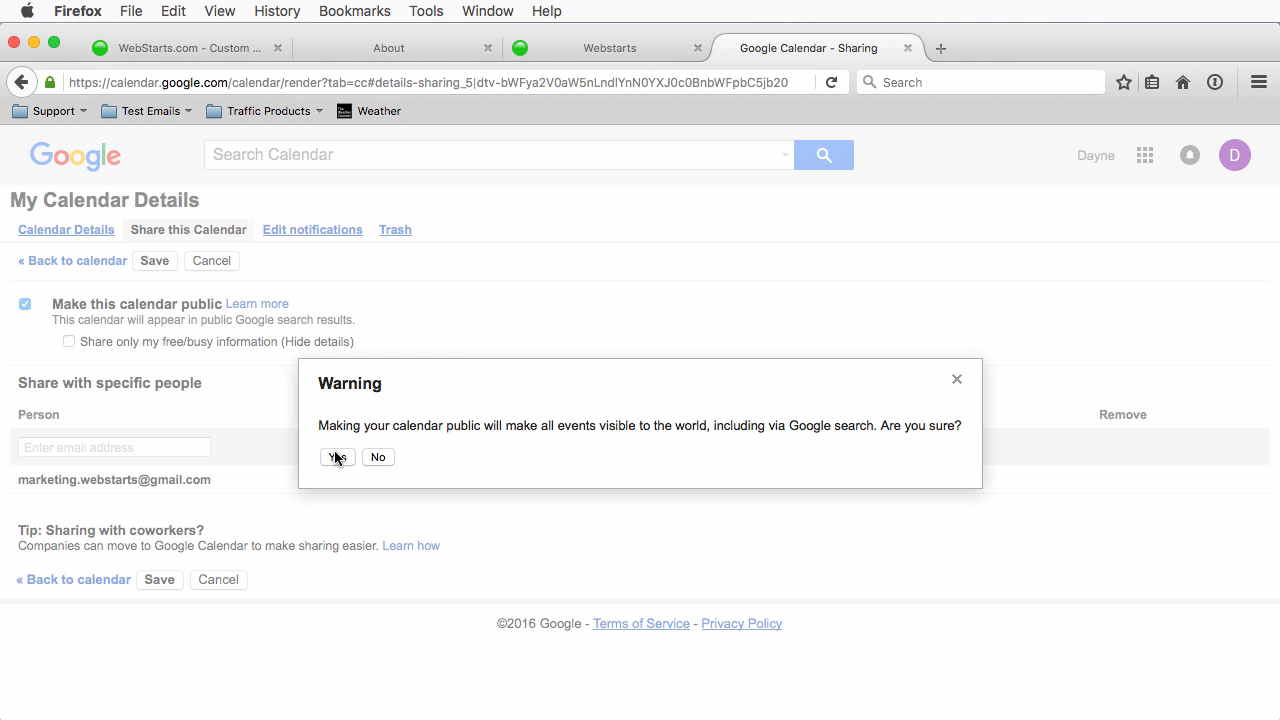 Firefox File Edit View History Bookmarks Tools Window Help
WebStarts.com - Custom ... About Webstarts Google Calendar - Sharing
https://calendar.google.com/calendar/render?tab=cc#details-sharing_5|dtv-bWFya2V0aW5nLndlYnN0YXJ0c0BnbWFpbC5jb20 Search
Support Test Emails Traffic Products Weather
Google Search Calendar Dayne D
My Calendar Details
Calendar Details Share this Calendar Edit notifications Trash
« Back to calendar Save Cancel
Make this calendar public Learn more
This calendar will appear in public Google search results.
Share only my free/busy information (Hide details)
Share with specific people
Person Remove
Enter email address
marketing.webstarts@gmail.com
Warning
Making your calendar public will make all events visible to the world, including via Google search. Are you sure?
Yes No
Tip: Sharing with coworkers?
Companies can move to Google Calendar to make sharing easier. Learn how
« Back to calendar Save Cancel
©2016 Google - Terms of Service - Privacy Policy